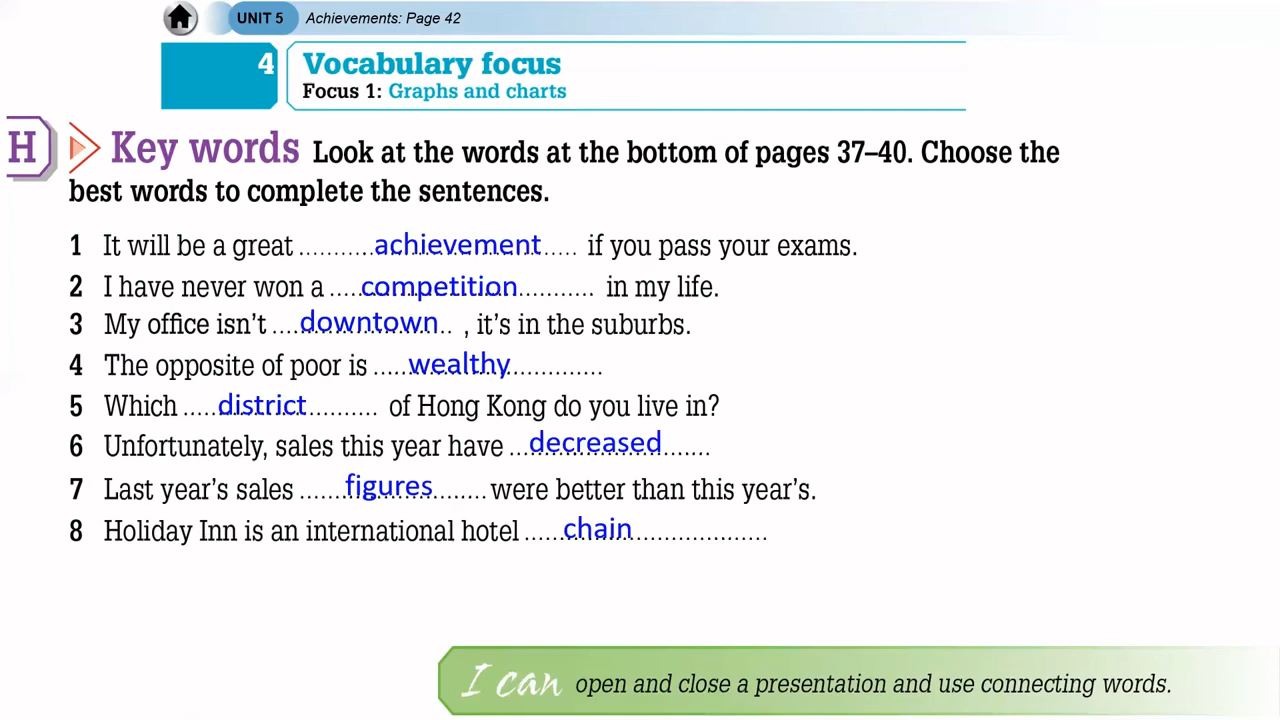 UNIT 5 Achievements: Page 42
4 Vocabulary focus
Focus 1: Graphs and charts
H Key words Look at the words at the bottom of pages 37–40. Choose the
best words to complete the sentences.
1 It will be a great ...........achievement...... if you pass your exams.
2 I have never won a .....competition............ in my life.
3 My office isn't ....downtown.. , it's in the suburbs.
4 The opposite of poor is .....wealthy...............
5 Which .....district........... of Hong Kong do you live in?
6 Unfortunately, sales this year have ...decreased.......
7 Last year's sales .......figures......... were better than this year's.
8 Holiday Inn is an international hotel ......chain......................
I can open and close a presentation and use connecting words.